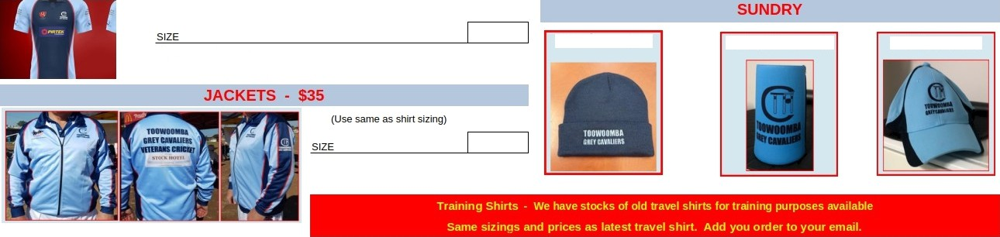 PIRTEK
SIZE
JACKETS - $35
(Use same as shirt sizing)
SIZE
TOOWOOMBA
GREY CAVALIERS
VETERANS CRICKET
STOCK HOTEL
SUNDRY
TOOWOOMBA
GREY CAVALIERS
TOOWOOMBA
GREY CAVALIERS
TOOWOOMBA
GREY CAVALIERS
Training Shirts - We have stocks of old travel shirts for training purposes available
Same sizings and prices as latest travel shirt. Add you order to your email.